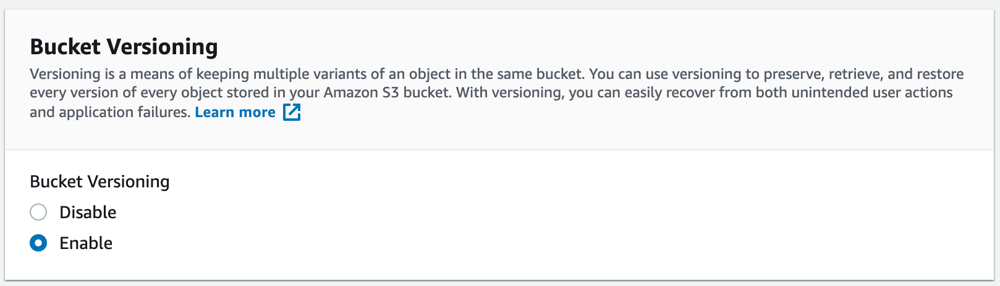 Bucket Versioning
Versioning is a means of keeping multiple variants of an object in the same bucket. You can use versioning to preserve, retrieve, and restore
every version of every object stored in your Amazon S3 bucket. With versioning, you can easily recover from both unintended user actions
and application failures. Learn more
Bucket Versioning
Disable
Enable